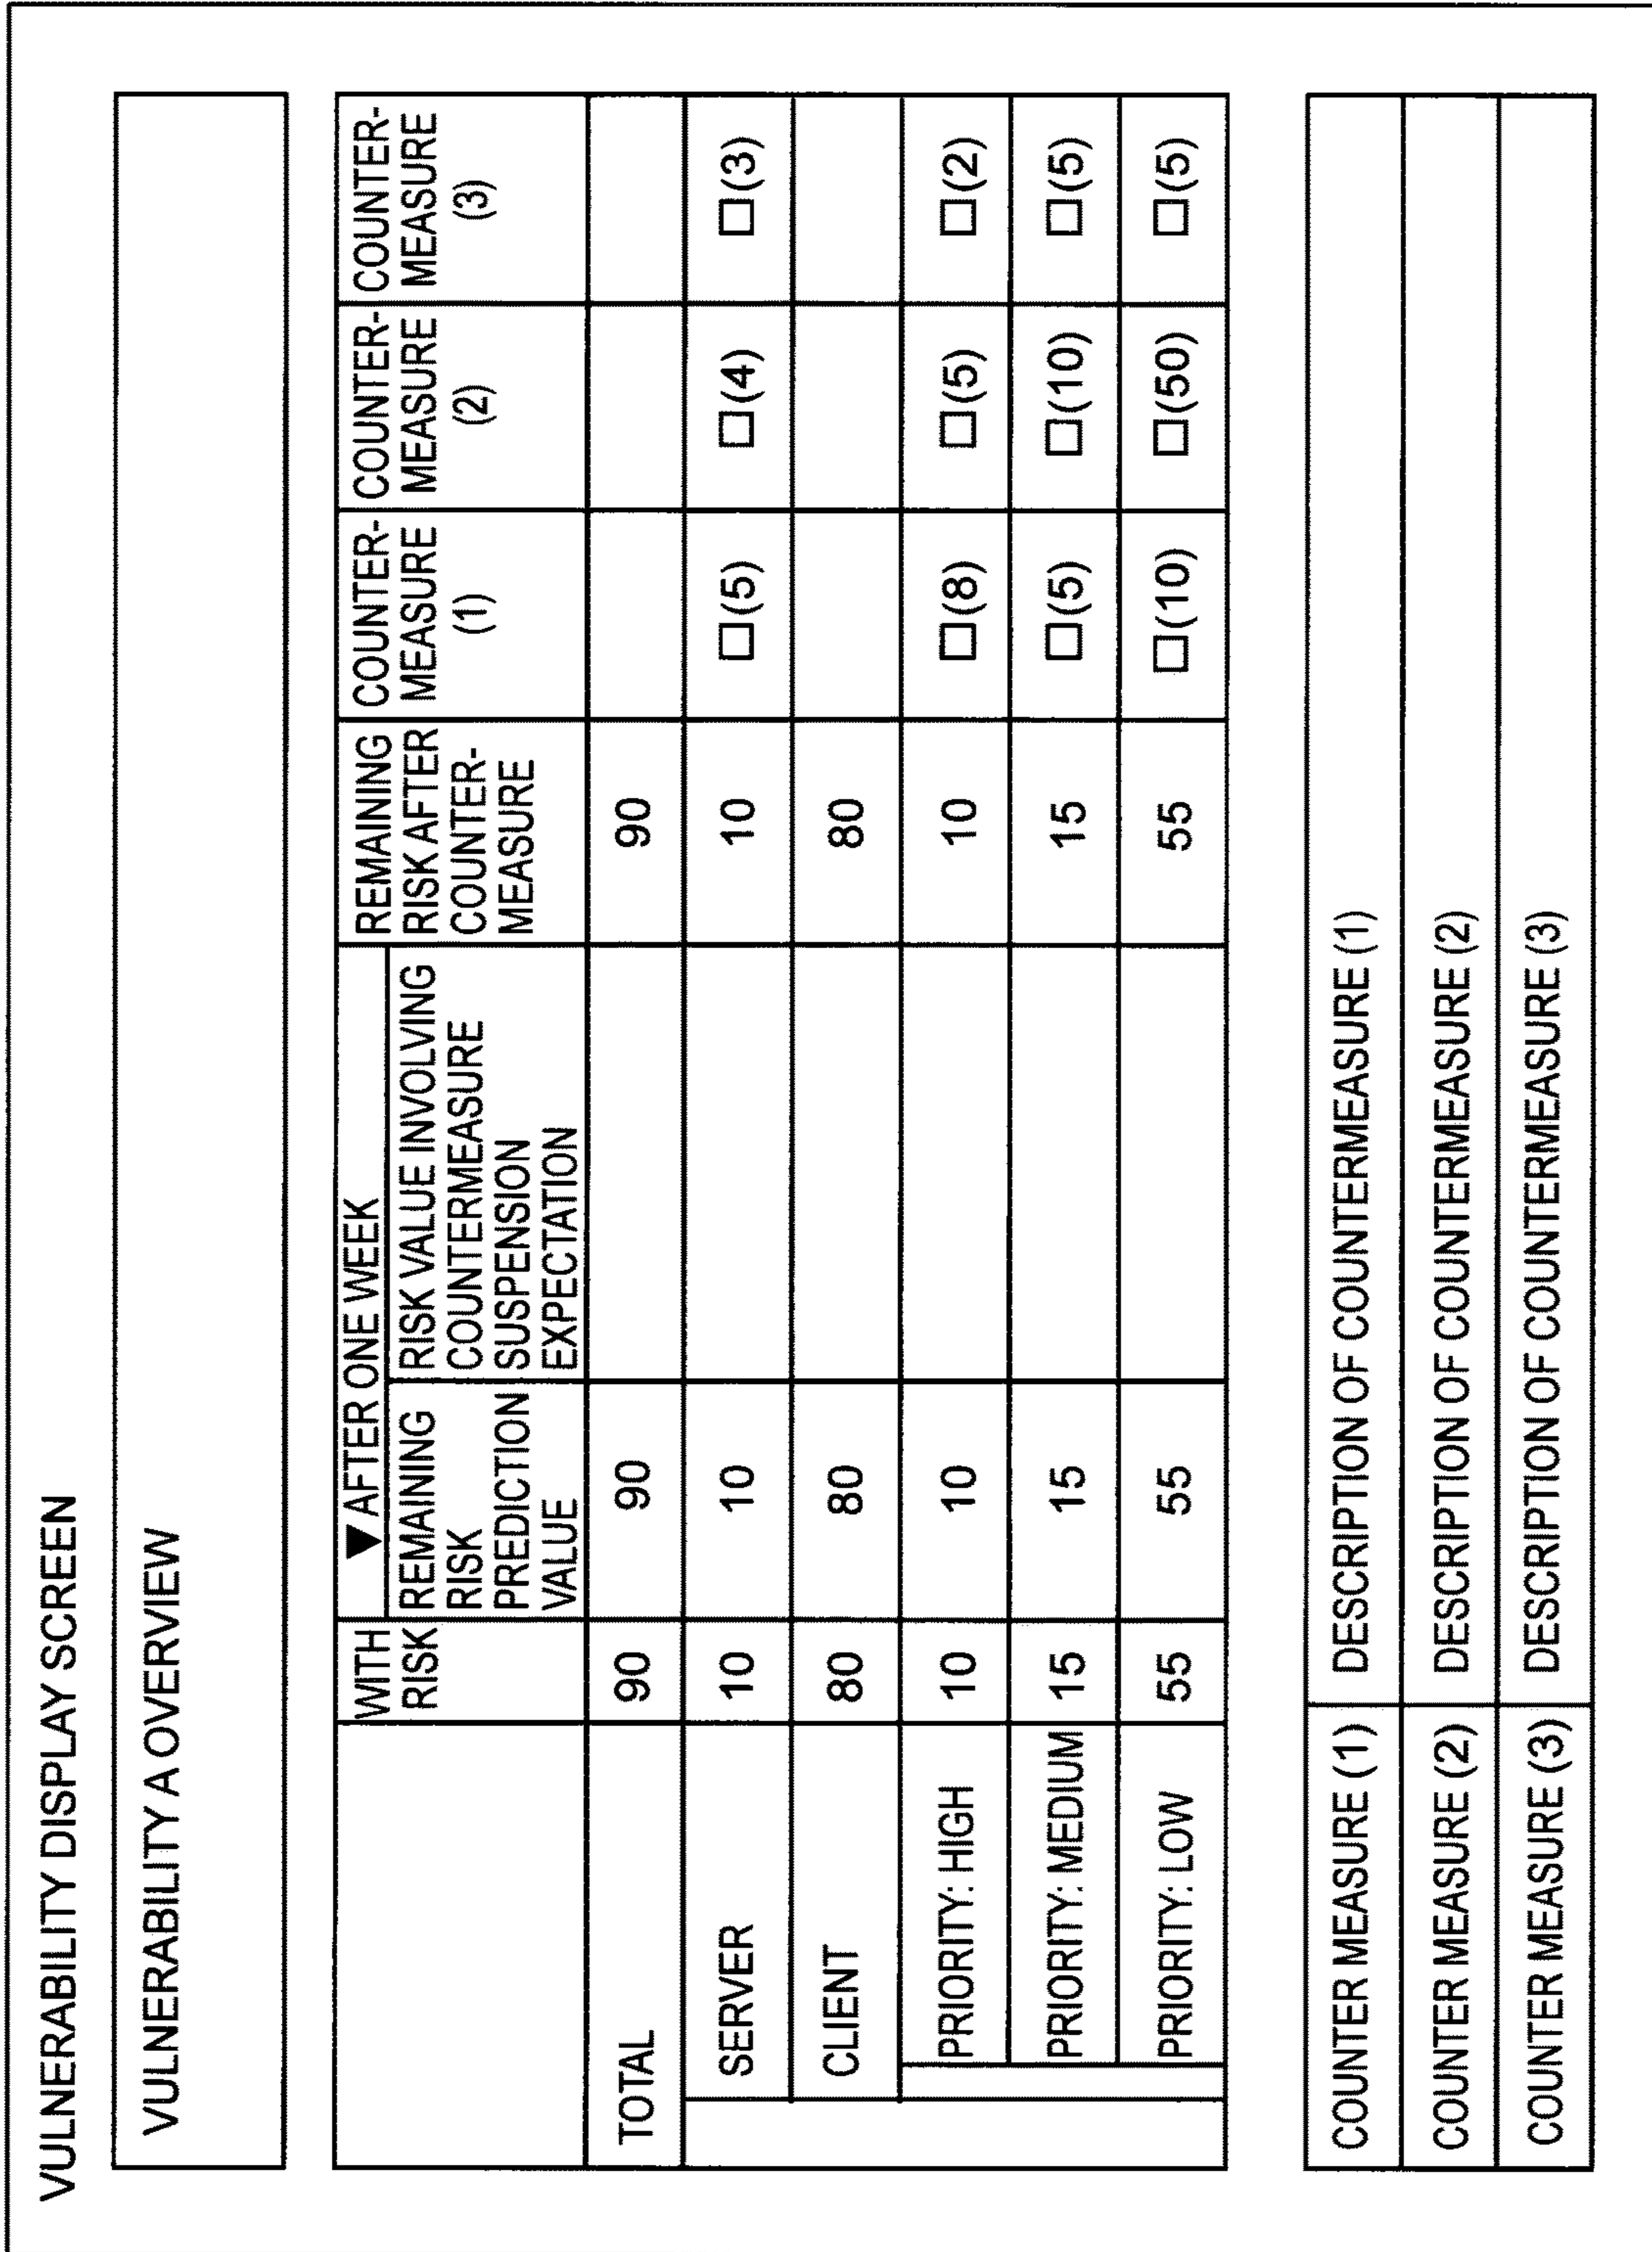 VULNERABILITY DISPLAY SCREEN
VULNERABILITY A OVERVIEW
WITH
RISK
▼AFTER ONE WEEK
REMAINING
RISK
PREDICTION
VALUE
RISK VALUE INVOLVING
COUNTERMEASURE
SUSPENSION
EXPECTATION
REMAINING
RISK AFTER
COUNTER-
MEASURE
COUNTER-
MEASURE
(1)
COUNTER-
MEASURE
(2)
COUNTER-
MEASURE
(3)
TOTAL 90 90 90
SERVER 10 10 10 □(5) □(4) □(3)
CLIENT 80 80 80
PRIORITY: HIGH 10 10 10 □(8) □(5) □(2)
PRIORITY: MEDIUM 15 15 15 □(5) □(10) □(5)
PRIORITY: LOW 55 55 55 □(10) □(50) □(5)
COUNTER MEASURE (1) DESCRIPTION OF COUNTERMEASURE (1)
COUNTER MEASURE (2) DESCRIPTION OF COUNTERMEASURE (2)
COUNTER MEASURE (3) DESCRIPTION OF COUNTERMEASURE (3)